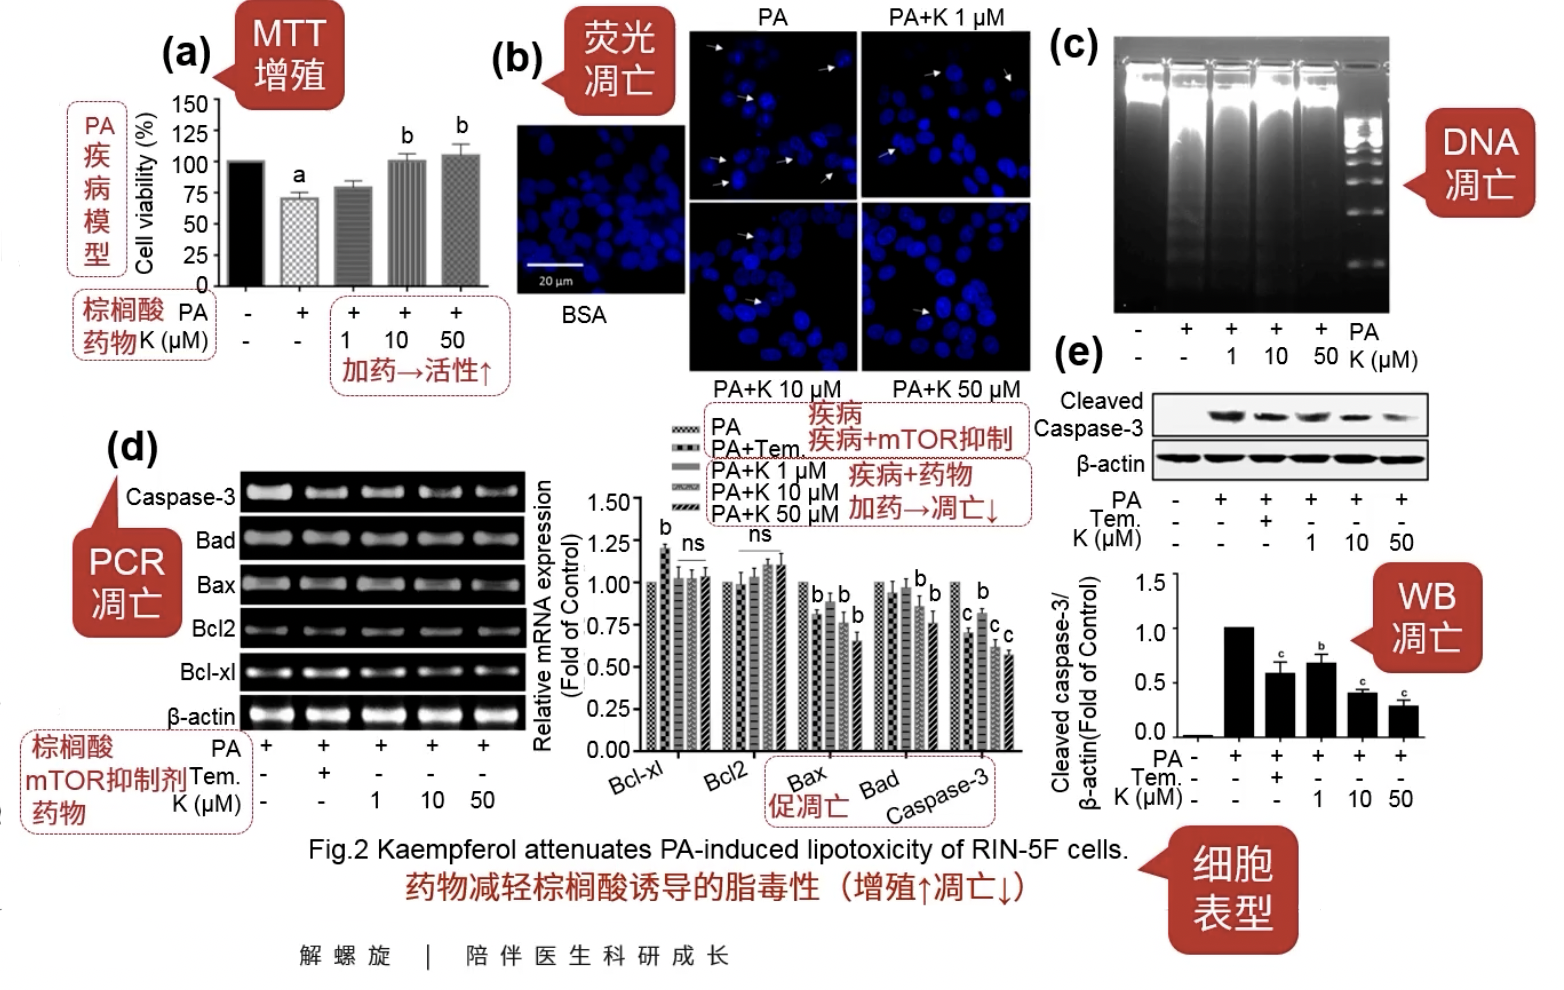 (a)
MTT
增殖
PA
疾
病
模
型
Cell viability (%)
150
125
100
75
50
25
0
a
b
b
棕榈酸 PA - + + + +
药物 K (μM) - - 1 10 50
加药→活性↑
(b)
荧光
凋亡
PA
PA+K 1 μM
20 μm
BSA
PA+K 10 μM
PA+K 50 μM
(c)
DNA
凋亡
- + + + + PA
- - 1 10 50 K (μM)
(d)
PCR
凋亡
Caspase-3
Bad
Bax
Bcl2
Bcl-xl
β-actin
棕榈酸 PA + + + + +
mTOR抑制剂 Tem. - + - - -
药物 K (μM) - - 1 10 50
PA 疾病
PA+Tem. 疾病+mTOR抑制
PA+K 1 μM 疾病+药物
PA+K 10 μM
PA+K 50 μM 加药→凋亡↓
Relative mRNA expression
(Fold of Control)
1.50
1.25
1.00
0.75
0.50
0.25
0.00
b
ns
ns
b b b
b b
c b c c
Bcl-xl
Bcl2
Bax
Bad
Caspase-3
促凋亡
(e)
Cleaved
Caspase-3
β-actin
PA - + + + + +
Tem. - - + - - -
K (μM) - - - 1 10 50
WB
凋亡
Cleaved caspase-3/
β-actin(Fold of Control)
1.5
1.0
0.5
0.0
c b c c
PA - + + + + +
Tem. - - + - - -
K (μM) - - - 1 10 50
Fig.2 Kaempferol attenuates PA-induced lipotoxicity of RIN-5F cells.
药物减轻棕榈酸诱导的脂毒性（增殖↑凋亡↓）
细胞
表型
解螺旋 | 陪伴医生科研成长